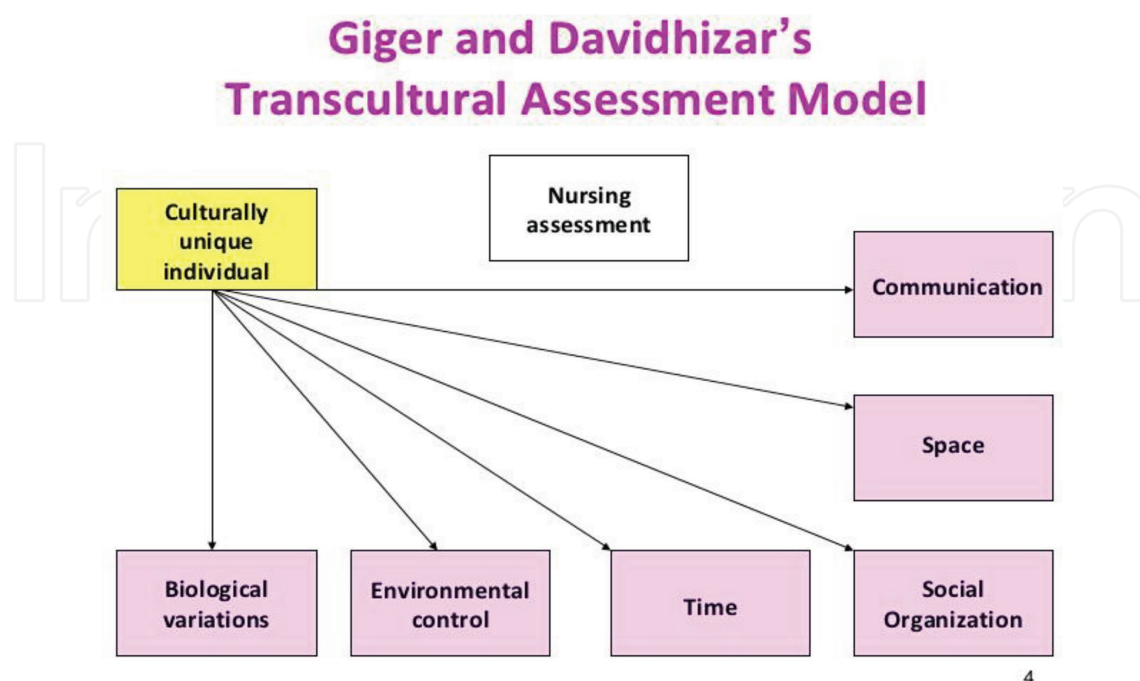 Giger and Davidhizar’s
Transcultural Assessment Model
Nursing
assessment
Culturally
unique
individual
Communication
Space
Biological
variations
Environmental
control
Time
Social
Organization
4